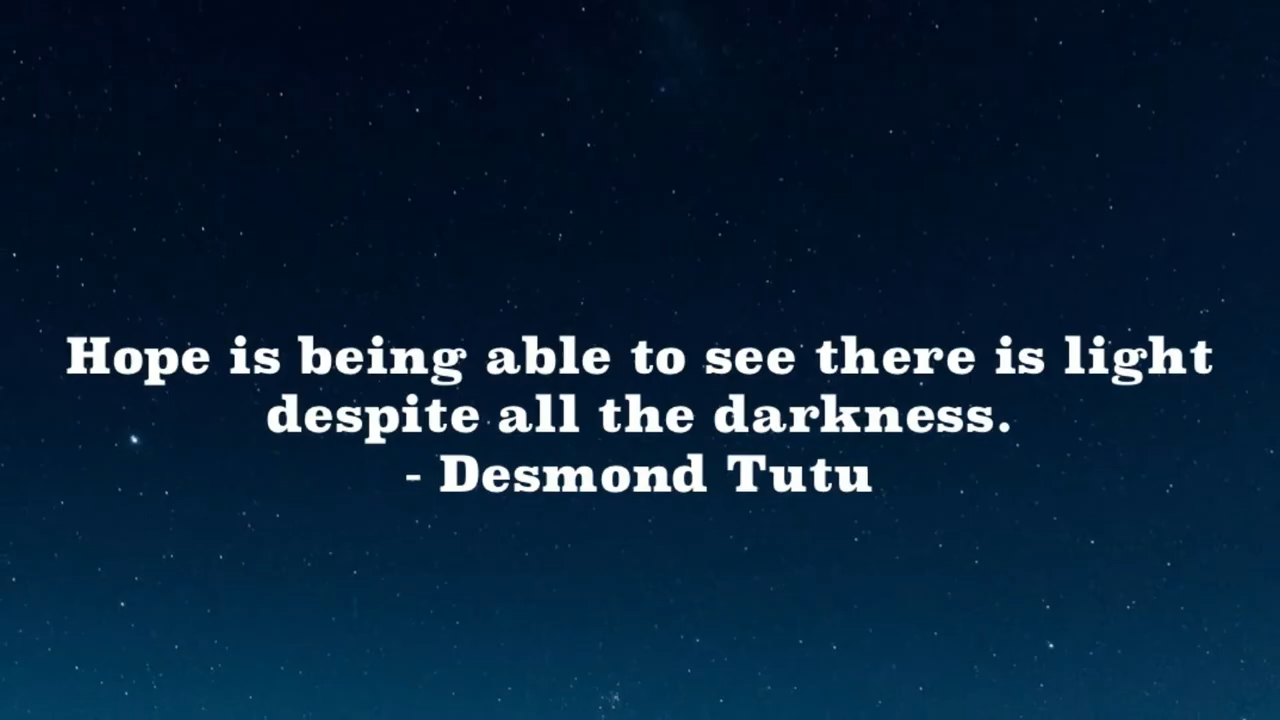 Hope is being able to see there is light
despite all the darkness.
- Desmond Tutu